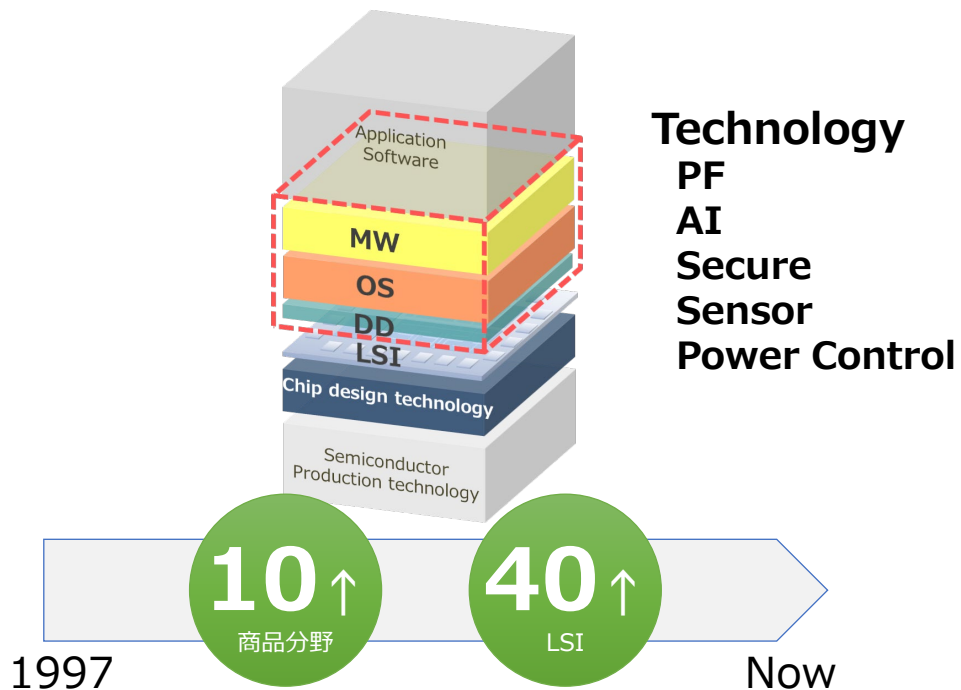 Application
Software
MW
OS
DD
LSI
Chip design technology
Semiconductor
Production technology
Technology
PF
AI
Secure
Sensor
Power Control
10↑
商品分野
40↑
LSI
1997
Now